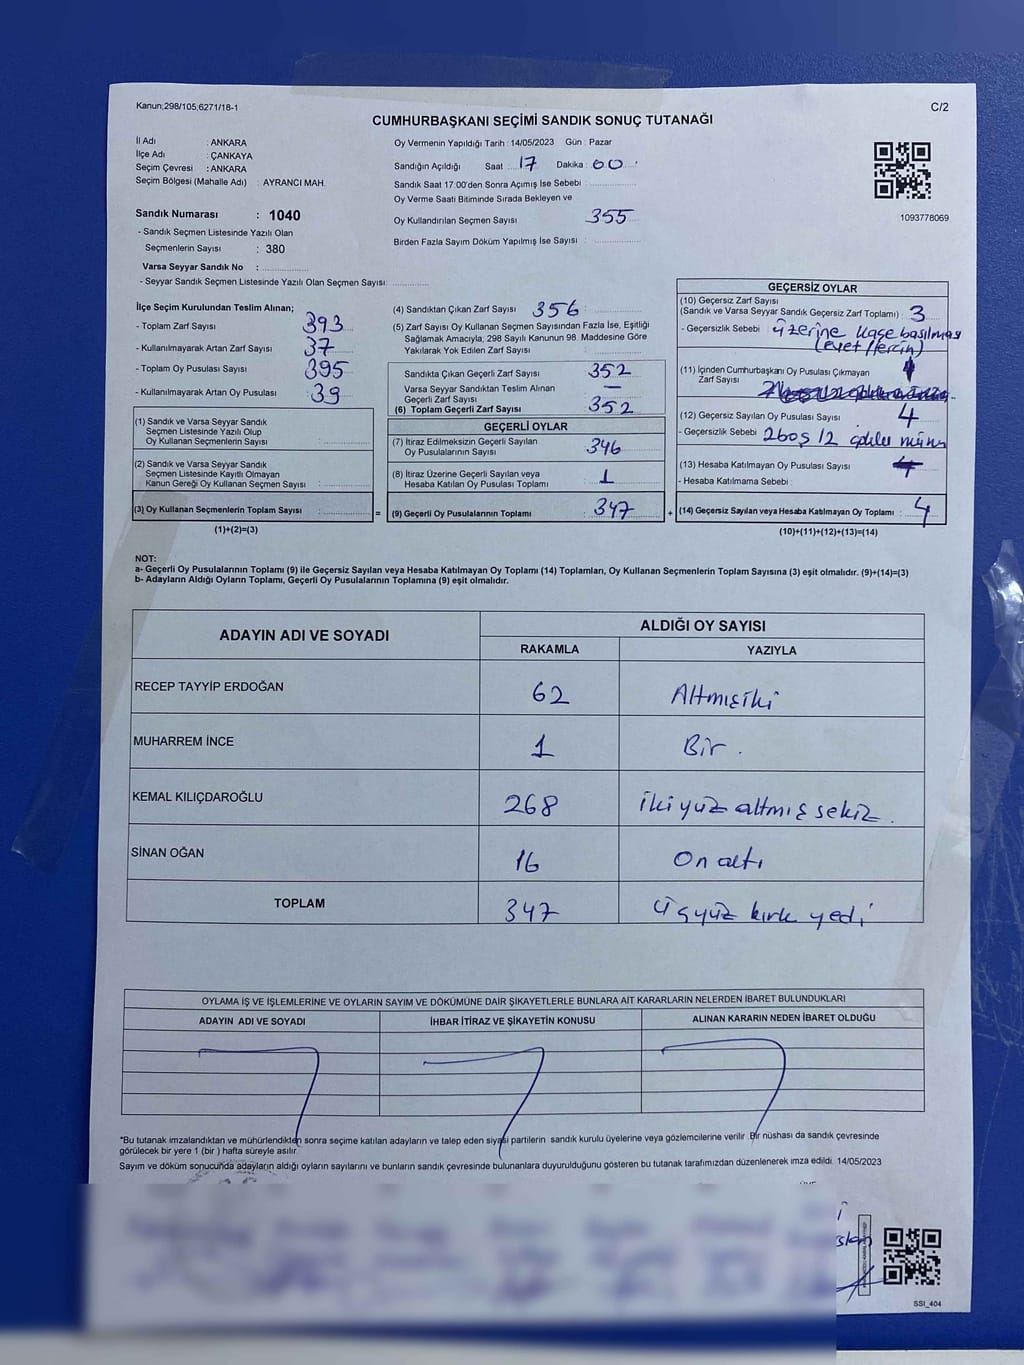 Kanun;298/105,6271/18-1
C/2
CUMHURBAŞKANI SEÇİMİ SANDIK SONUÇ TUTANAĞI
İl Adı : ANKARA
İlçe Adı : ÇANKAYA
Seçim Çevresi : ANKARA
Seçim Bölgesi (Mahalle Adı) : AYRANCI MAH.
Sandık Numarası : 1040
- Sandık Seçmen Listesinde Yazılı Olan
Seçmenlerin Sayısı : 380
Varsa Seyyar Sandık No :
- Seyyar Sandık Seçmen Listesinde Yazılı Olan Seçmen Sayısı:
Oy Vermenin Yapıldığı Tarih : 14/05/2023 Gün : Pazar
Sandığın Açıldığı Saat 17 Dakika 00
Sandık Saat 17:00'den Sonra Açımış İse Sebebi :
Oy Verme Saati Bitiminde Sırada Bekleyen ve
Oy Kullandırılan Seçmen Sayısı 355
Birden Fazla Sayım Döküm Yapılmış İse Sayısı :
1093778069
İlçe Seçim Kurulundan Teslim Alınan;
- Toplam Zarf Sayısı 393
- Kullanılmayarak Artan Zarf Sayısı 37
- Toplam Oy Pusulası Sayısı 395
- Kullanılmayarak Artan Oy Pusulası 39
(1) Sandık ve Varsa Seyyar Sandık
Seçmen Listesinde Yazılı Olup
Oy Kullanan Seçmenlerin Sayısı :
(2) Sandık ve Varsa Seyyar Sandık
Seçmen Listesinde Kayıtlı Olmayan
Kanun Gereği Oy Kullanan Seçmen Sayısı :
(3) Oy Kullanan Seçmenlerin Toplam Sayısı :
(1)+(2)=(3)
(4) Sandıktan Çıkan Zarf Sayısı 356
(5) Zarf Sayısı Oy Kullanan Seçmen Sayısından Fazla İse, Eşitliği
Sağlamak Amacıyla, 298 Sayılı Kanunun 98. Maddesine Göre
Yakılarak Yok Edilen Zarf Sayısı :
Sandıkta Çıkan Geçerli Zarf Sayısı 352
Varsa Seyyar Sandıktan Teslim Alınan
Geçerli Zarf Sayısı : —
(6) Toplam Geçerli Zarf Sayısı 352
GEÇERLİ OYLAR
(7) İtiraz Edilmeksizin Geçerli Sayılan
Oy Pusulalarının Sayısı : 346
(8) İtiraz Üzerine Geçerli Sayılan veya
Hesaba Katılan Oy Pusulası Toplamı : 1
= (9) Geçerli Oy Pusulalarının Toplamı : 347 +
GEÇERSİZ OYLAR
(10) Geçersiz Zarf Sayısı
(Sandık ve Varsa Seyyar Sandık Geçersiz Zarf Toplamı) : 3
- Geçersizlik Sebebi : üzerine kaşe basılması
(evet/tercih)
(11) İçinden Cumhurbaşkanı Oy Pusulası Çıkmayan
Zarf Sayısı
(12) Geçersiz Sayılan Oy Pusulası Sayısı 4
- Geçersizlik Sebebi : 2 boş / 2
(13) Hesaba Katılmayan Oy Pusulası Sayısı
- Hesaba Katılmama Sebebi :
(14) Geçersiz Sayılan veya Hesaba Katılmayan Oy Toplamı : 4
(10)+(11)+(12)+(13)=(14)
NOT:
a- Geçerli Oy Pusulalarının Toplamı (9) ile Geçersiz Sayılan veya Hesaba Katılmayan Oy Toplamı (14) Toplamları, Oy Kullanan Seçmenlerin Toplam Sayısına (3) eşit olmalıdır. (9)+(14)=(3)
b- Adayların Aldığı Oyların Toplamı, Geçerli Oy Pusulalarının Toplamına (9) eşit olmalıdır.
ADAYIN ADI VE SOYADI
ALDIĞI OY SAYISI
RAKAMLA YAZIYLA
RECEP TAYYİP ERDOĞAN 62 Altmışiki
MUHARREM İNCE 1 Bir .
KEMAL KILIÇDAROĞLU 268 ikiyüz altmış sekiz.
SİNAN OĞAN 16 On altı
TOPLAM 347 üçyüz kırk yedi
OYLAMA İŞ VE İŞLEMLERİNE VE OYLARIN SAYIM VE DÖKÜMÜNE DAİR ŞİKAYETLERLE BUNLARA AİT KARARLARIN NELERDEN İBARET BULUNDUKLARI
ADAYIN ADI VE SOYADI İHBAR İTİRAZ VE ŞİKAYETİN KONUSU ALINAN KARARIN NEDEN İBARET OLDUĞU
*Bu tutanak imzalandıktan ve mühürlendikten sonra seçime katılan adayların ve talep eden siyasi partilerin sandık kurulu üyelerine veya gözlemcilerine verilir. Bir nüshası da sandık çevresinde
görülecek bir yere 1 (bir ) hafta süreyle asılır.
Sayım ve döküm sonucunda adayların aldığı oyların sayılarını ve bunların sandık çevresinde bulunanlara duyurulduğunu gösteren bu tutanak tarafımızdan düzenlenerek imza edildi. 14/05/2023
SSI_404